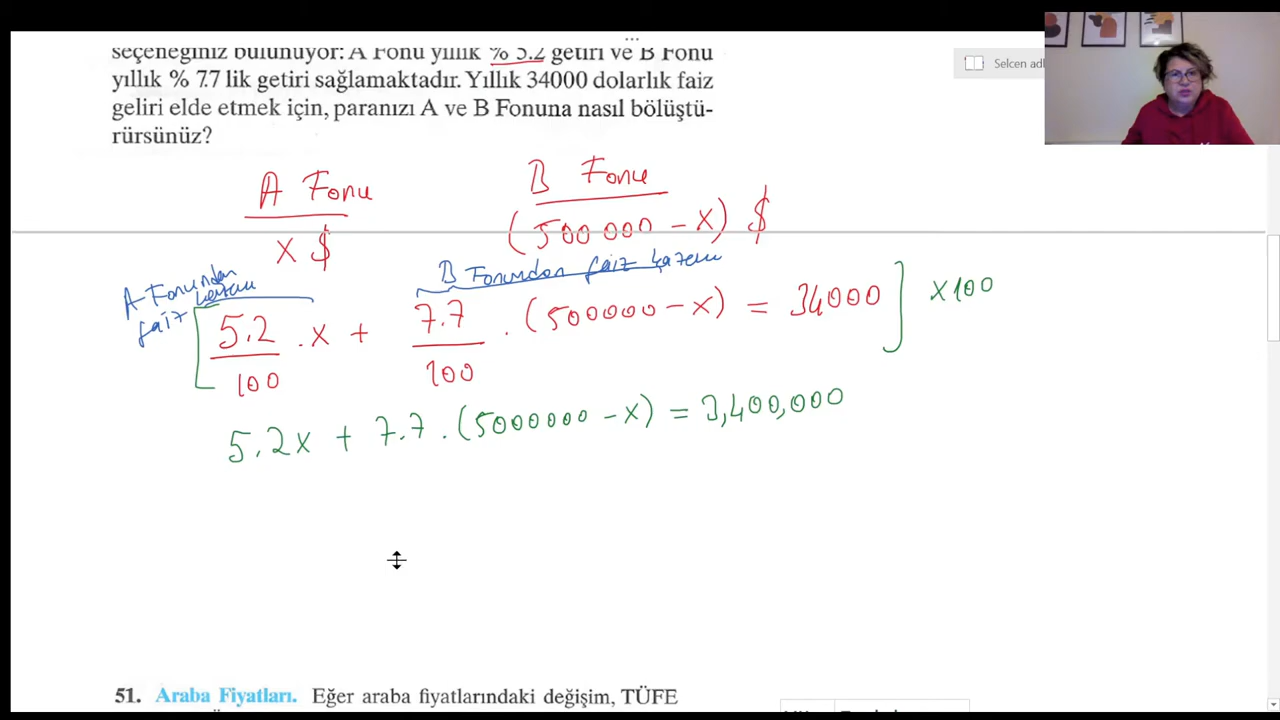 seçeneğiniz bulunuyor: A Fonu yıllık % 5.2 getiri ve B Fonu
yıllık % 7.7 lik getiri sağlamaktadır. Yıllık 34000 dolarlık faiz
geliri elde etmek için, paranızı A ve B Fonuna nasıl bölüştü-
rürsünüz?
Selcen adl
A Fonu
B Fonu
x $
(500 000 - x) $
A Fonundan
faiz kazancı
B Fonundan faiz kazancı
[5.2/100 . x + 7.7/100 . (500000 - x) = 34000] x100
5.2x + 7.7 . (5000000 - x) = 3,400,000
51. Araba Fiyatları. Eğer araba fiyatlarındaki değişim, TÜFE